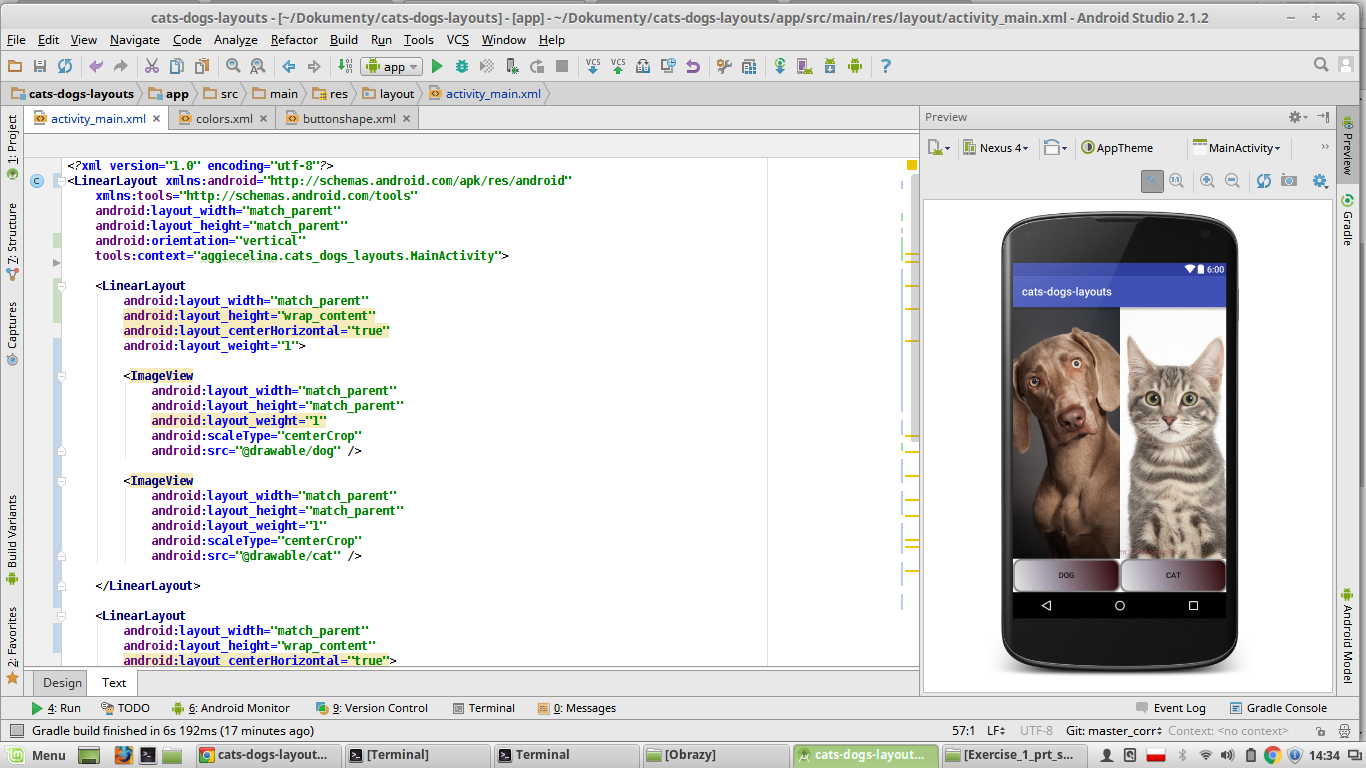 cats-dogs-layouts - [~/Dokumenty/cats-dogs-layouts] - [app] - ~/Dokumenty/cats-dogs-layouts/app/src/main/res/layout/activity_main.xml - Android Studio 2.1.2
File Edit View Navigate Code Analyze Refactor Build Run Tools VCS Window Help
app VCS VCS ?
cats-dogs-layouts app src main res layout activity_main.xml
activity_main.xml colors.xml buttonshape.xml
Preview
Nexus 4 AppTheme MainActivity
1: Project
7: Structure
Captures
Build Variants
2: Favorites
<?xml version="1.0" encoding="utf-8"?>
<LinearLayout xmlns:android="http://schemas.android.com/apk/res/android"
xmlns:tools="http://schemas.android.com/tools"
android:layout_width="match_parent"
android:layout_height="match_parent"
android:orientation="vertical"
tools:context="aggiecelina.cats_dogs_layouts.MainActivity">
<LinearLayout
android:layout_width="match_parent"
android:layout_height="wrap_content"
android:layout_centerHorizontal="true"
android:layout_weight="1">
<ImageView
android:layout_width="match_parent"
android:layout_height="match_parent"
android:layout_weight="1"
android:scaleType="centerCrop"
android:src="@drawable/dog" />
<ImageView
android:layout_width="match_parent"
android:layout_height="match_parent"
android:layout_weight="1"
android:scaleType="centerCrop"
android:src="@drawable/cat" />
</LinearLayout>
<LinearLayout
android:layout_width="match_parent"
android:layout_height="wrap_content"
android:layout_centerHorizontal="true">
6:00
cats-dogs-layouts
DOG CAT
Preview
Gradle
Android Model
Design Text
4: Run TODO 6: Android Monitor 9: Version Control Terminal 0: Messages Event Log Gradle Console
Gradle build finished in 6s 192ms (17 minutes ago) 57:1 LF UTF-8 Git: master_corr Context: <no context>
Menu cats-dogs-layout... [Terminal] Terminal [Obrazy] cats-dogs-layout... [Exercise_1_prt_s... 14:34